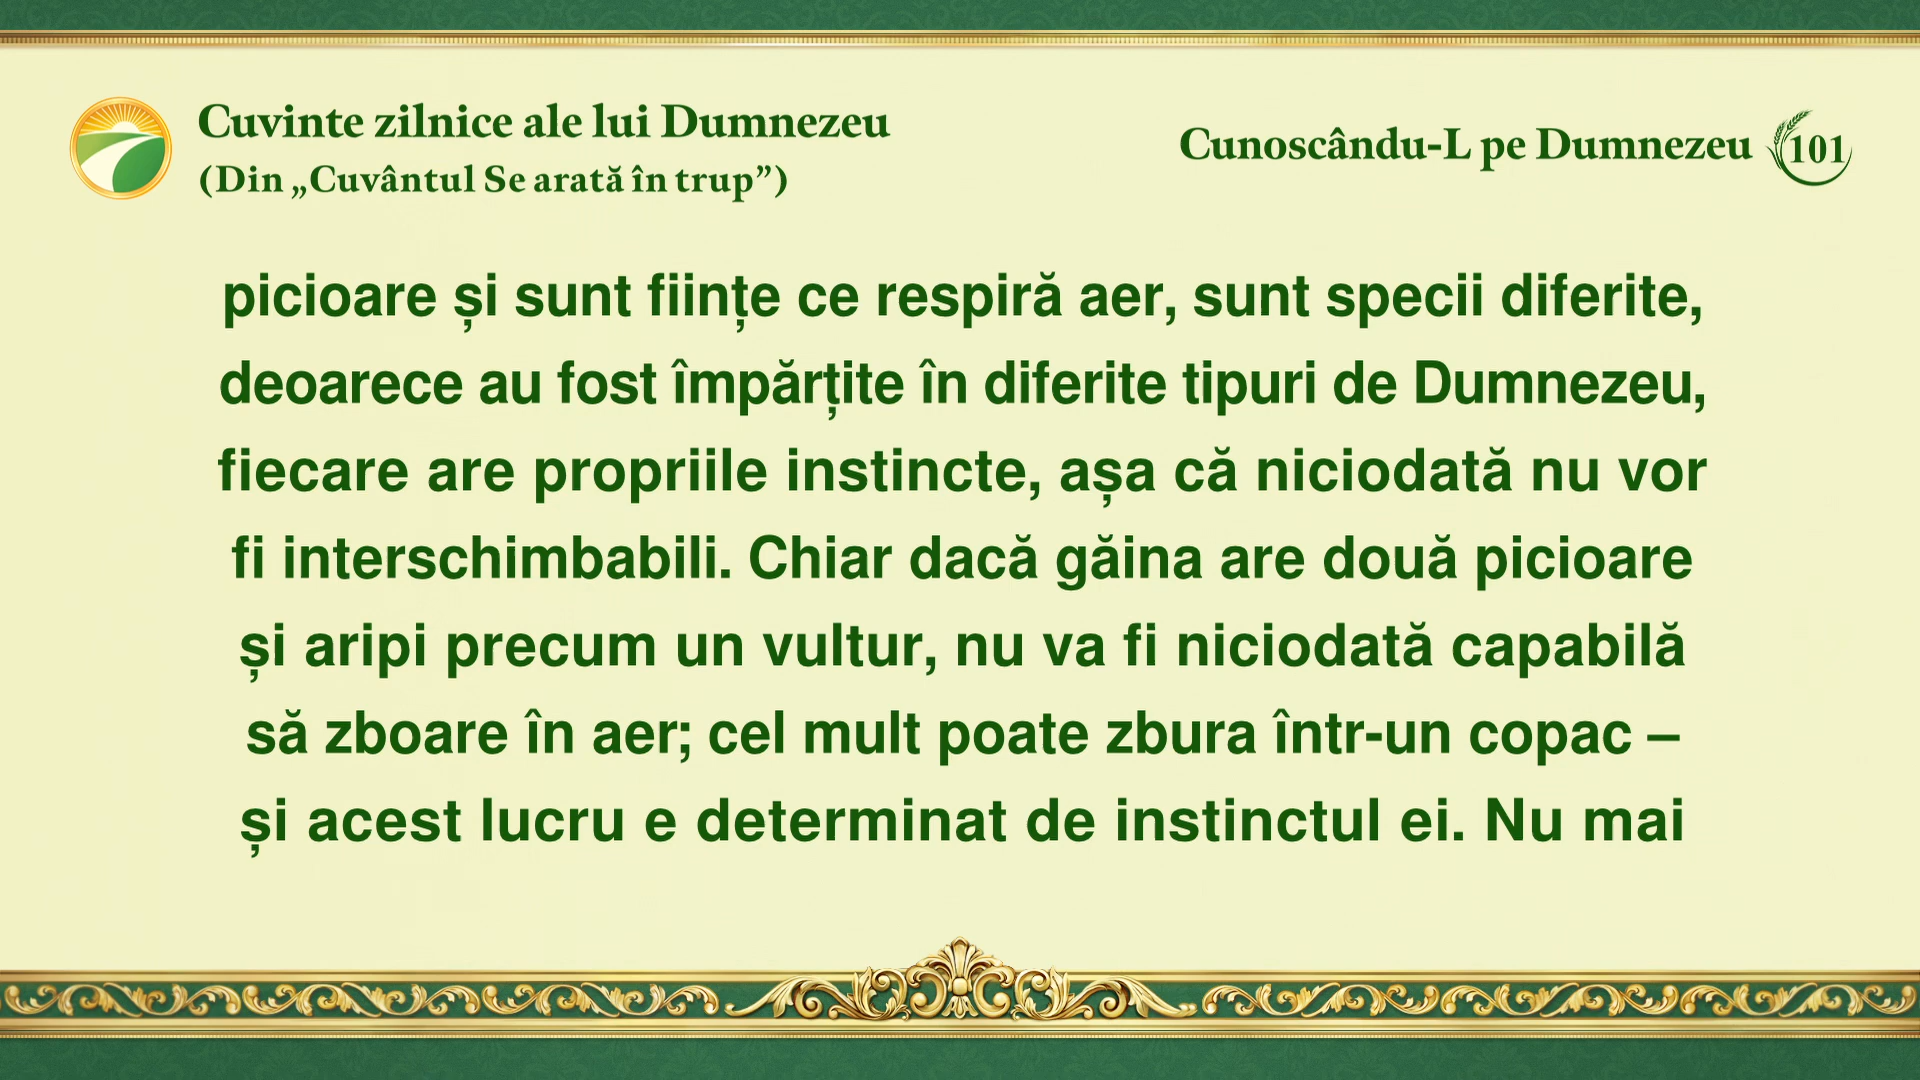 Cuvinte zilnice ale lui Dumnezeu
(Din „Cuvântul Se arată în trup”)
Cunoscându-L pe Dumnezeu 101
picioare și sunt ființe ce respiră aer, sunt specii diferite,
deoarece au fost împărțite în diferite tipuri de Dumnezeu,
fiecare are propriile instincte, așa că niciodată nu vor
fi interschimbabili. Chiar dacă găina are două picioare
și aripi precum un vultur, nu va fi niciodată capabilă
să zboare în aer; cel mult poate zbura într-un copac –
și acest lucru e determinat de instinctul ei. Nu mai